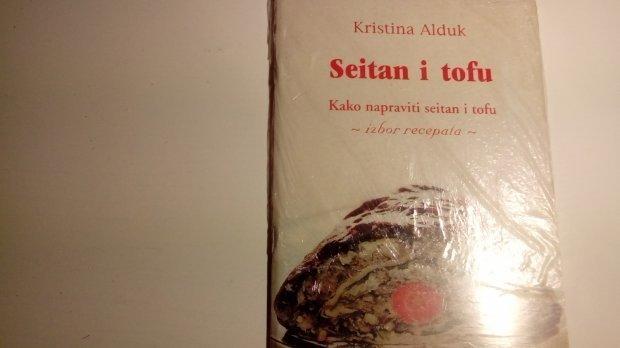 Kristina Alduk
Seitan i tofu
Kako napraviti seitan i tofu
~ izbor recepata ~